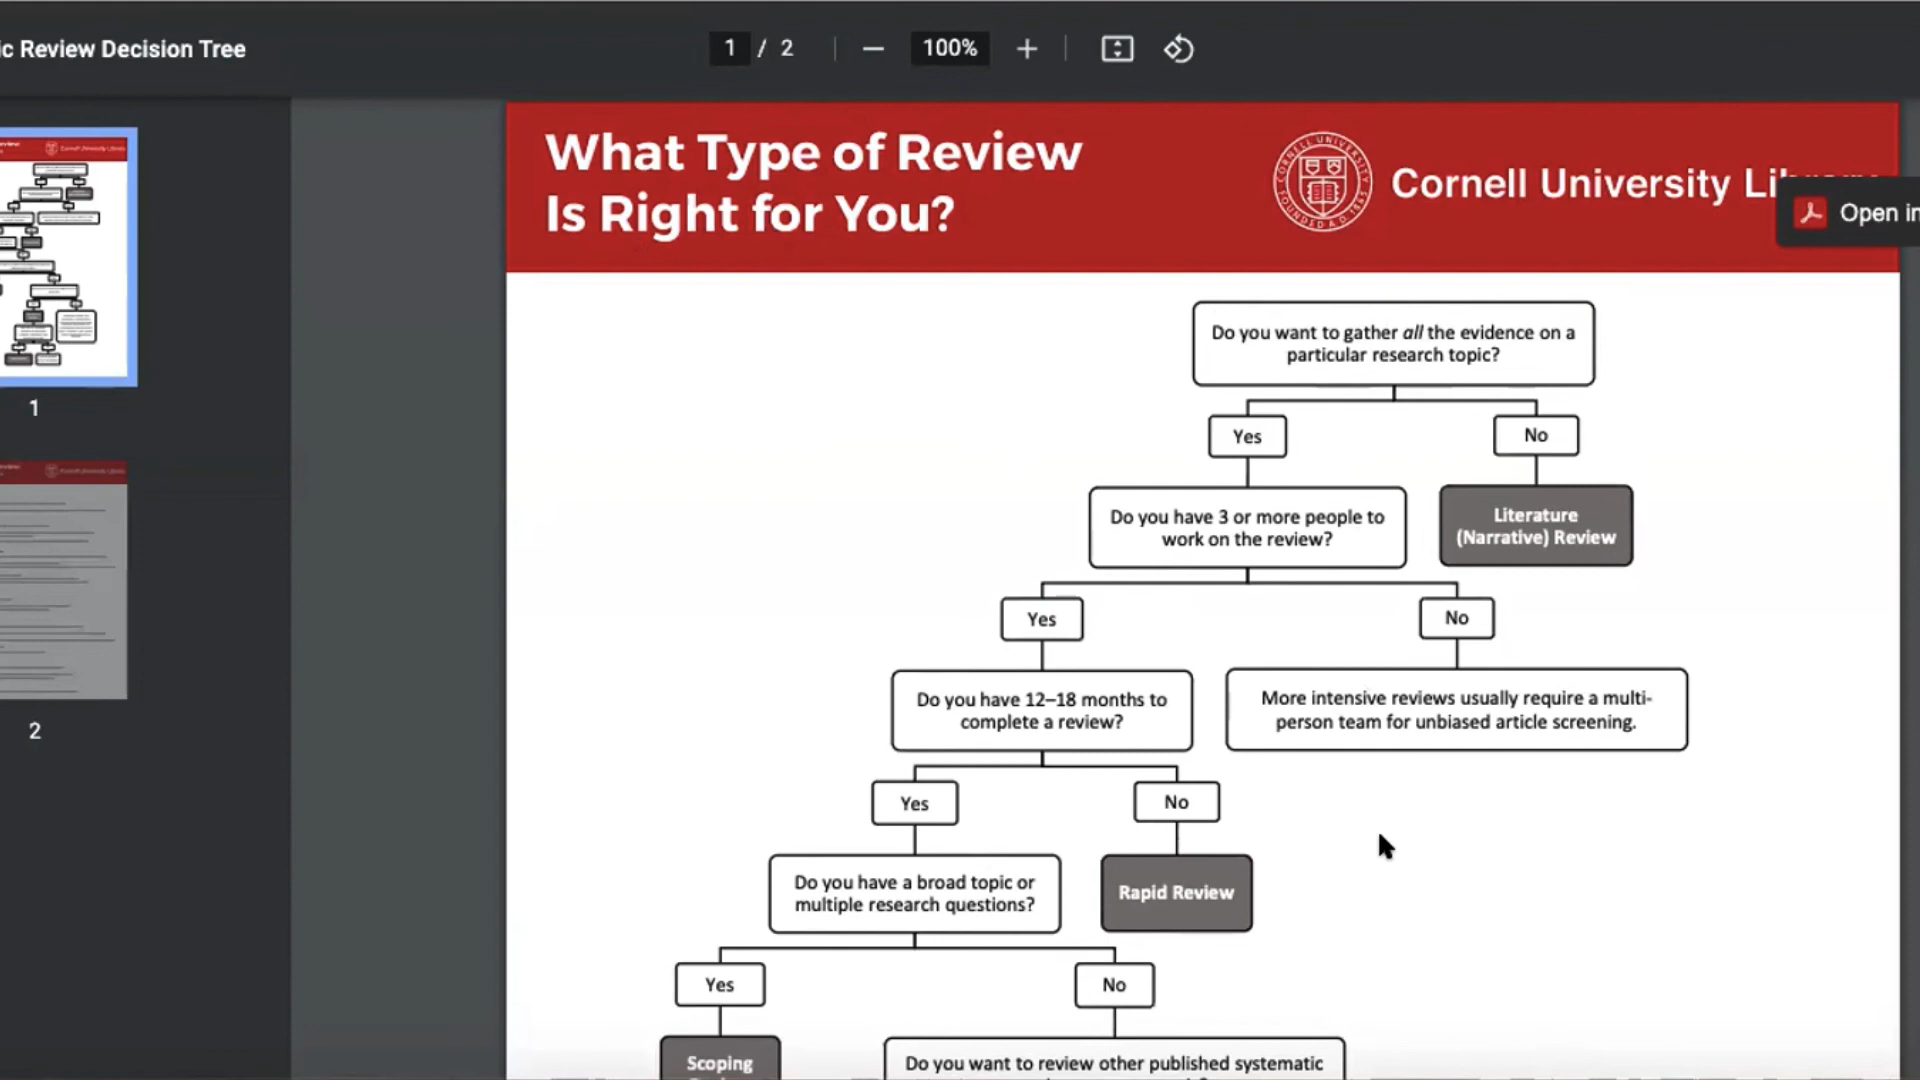 ic Review Decision Tree
1 / 2
100%
What Type of Review
Is Right for You?
Cornell University
Open in
Do you want to gather all the evidence on a
particular research topic?
Yes
No
Do you have 3 or more people to
work on the review?
Literature
(Narrative) Review
Yes
No
Do you have 12–18 months to
complete a review?
More intensive reviews usually require a multi-
person team for unbiased article screening.
Yes
No
Do you have a broad topic or
multiple research questions?
Rapid Review
Yes
No
Scoping
Do you want to review other published systematic
1
2